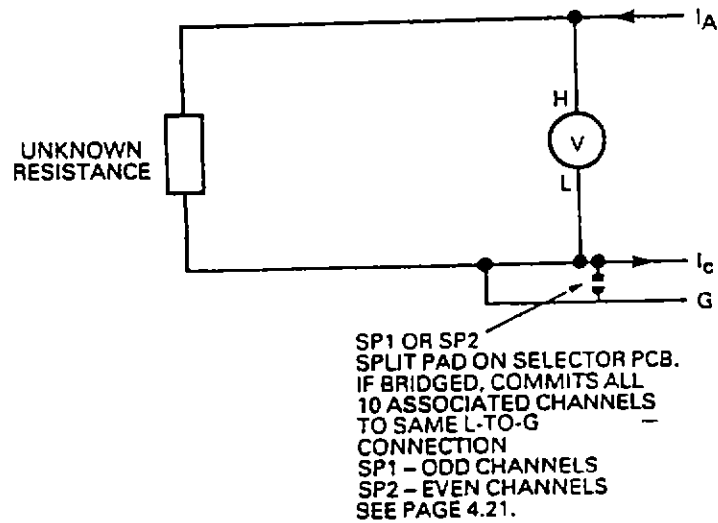 I_A
H
UNKNOWN
RESISTANCE
V
L
I_C
G
SP1 OR SP2
SPLIT PAD ON SELECTOR PCB.
IF BRIDGED, COMMITS ALL
10 ASSOCIATED CHANNELS
TO SAME L-TO-G
CONNECTION
SP1 – ODD CHANNELS
SP2 – EVEN CHANNELS
SEE PAGE 4.21.